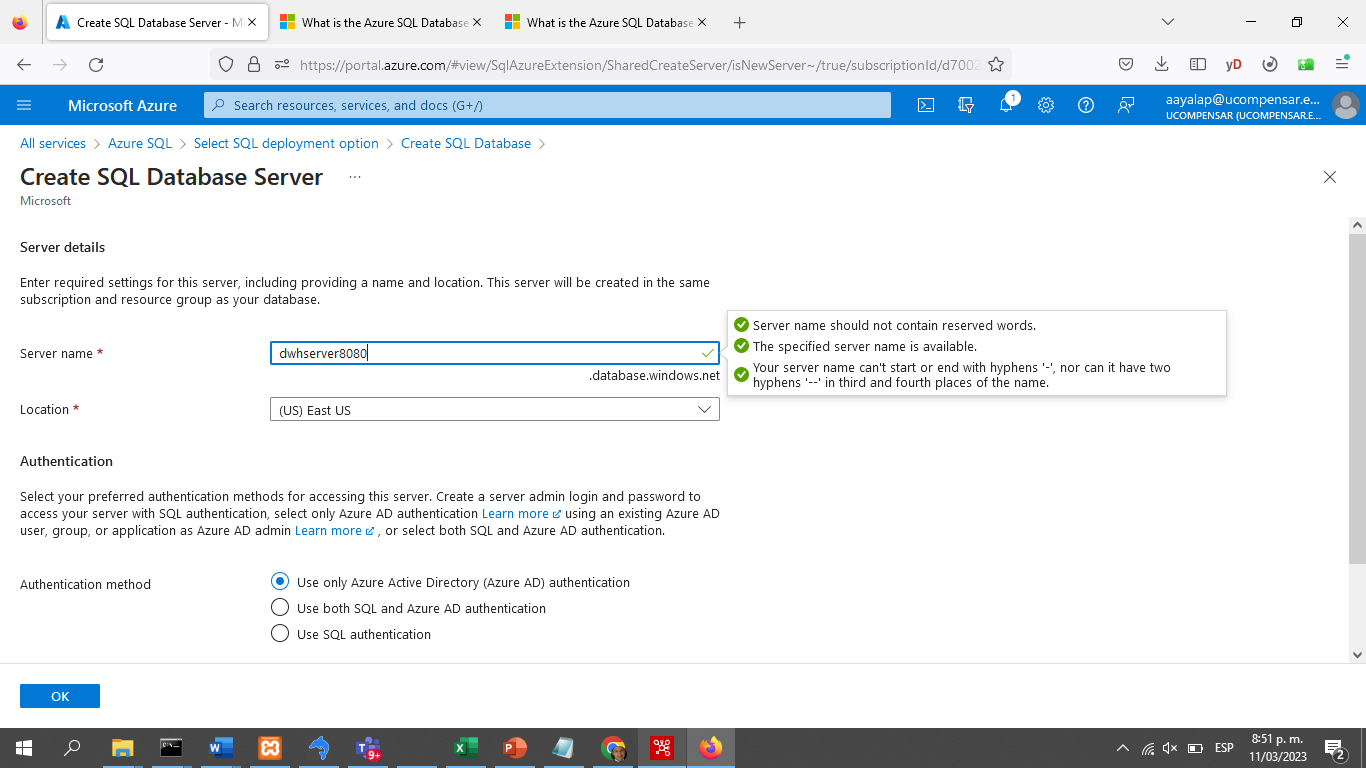 Create SQL Database Server - Mi
What is the Azure SQL Database
What is the Azure SQL Database
https://portal.azure.com/#view/SqlAzureExtension/SharedCreateServer/isNewServer~/true/subscriptionId/d7002
yD
Microsoft Azure
Search resources, services, and docs (G+/)
1
aayalap@ucompensar.e...
UCOMPENSAR (UCOMPENSAR.E...
All services > Azure SQL > Select SQL deployment option > Create SQL Database >
Create SQL Database Server ...
Microsoft
Server details
Enter required settings for this server, including providing a name and location. This server will be created in the same
subscription and resource group as your database.
Server name *
dwhserver8080
.database.windows.net
Server name should not contain reserved words.
The specified server name is available.
Your server name can't start or end with hyphens '-', nor can it have two
hyphens '--' in third and fourth places of the name.
Location *
(US) East US
Authentication
Select your preferred authentication methods for accessing this server. Create a server admin login and password to
access your server with SQL authentication, select only Azure AD authentication Learn more using an existing Azure AD
user, group, or application as Azure AD admin Learn more , or select both SQL and Azure AD authentication.
Authentication method
Use only Azure Active Directory (Azure AD) authentication
Use both SQL and Azure AD authentication
Use SQL authentication
OK
9+
ESP
8:51 p. m.
11/03/2023
2